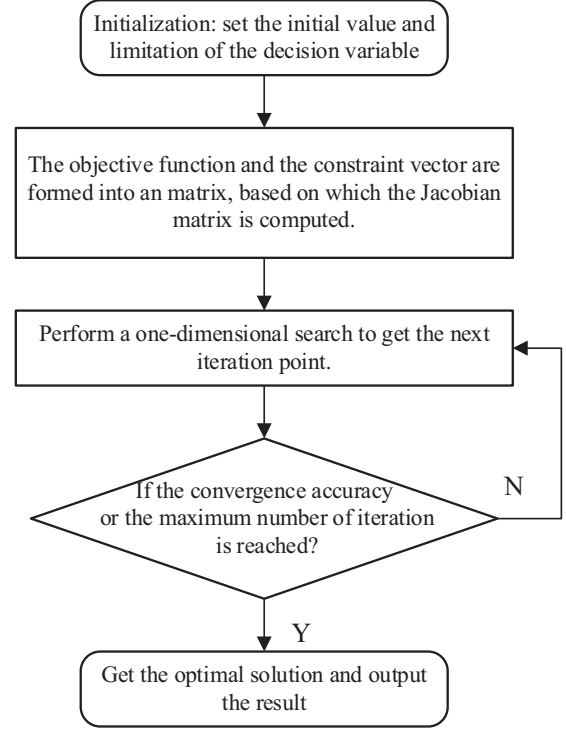 Initialization: set the initial value and
limitation of the decision variable
The objective function and the constraint vector are
formed into an matrix, based on which the Jacobian
matrix is computed.
Perform a one-dimensional search to get the next
iteration point.
If the convergence accuracy
or the maximum number of iteration
is reached?
N
Y
Get the optimal solution and output
the result